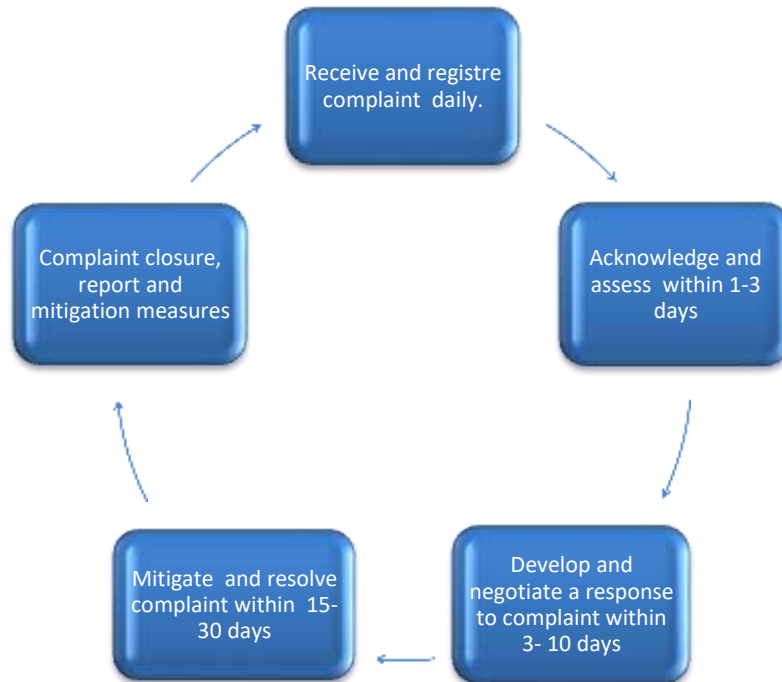 Receive and registre
complaint daily.
Acknowledge and
assess within 1-3
days
Develop and
negotiate a response
to complaint within
3- 10 days
Mitigate and resolve
complaint within 15-
30 days
Complaint closure,
report and
mitigation measures